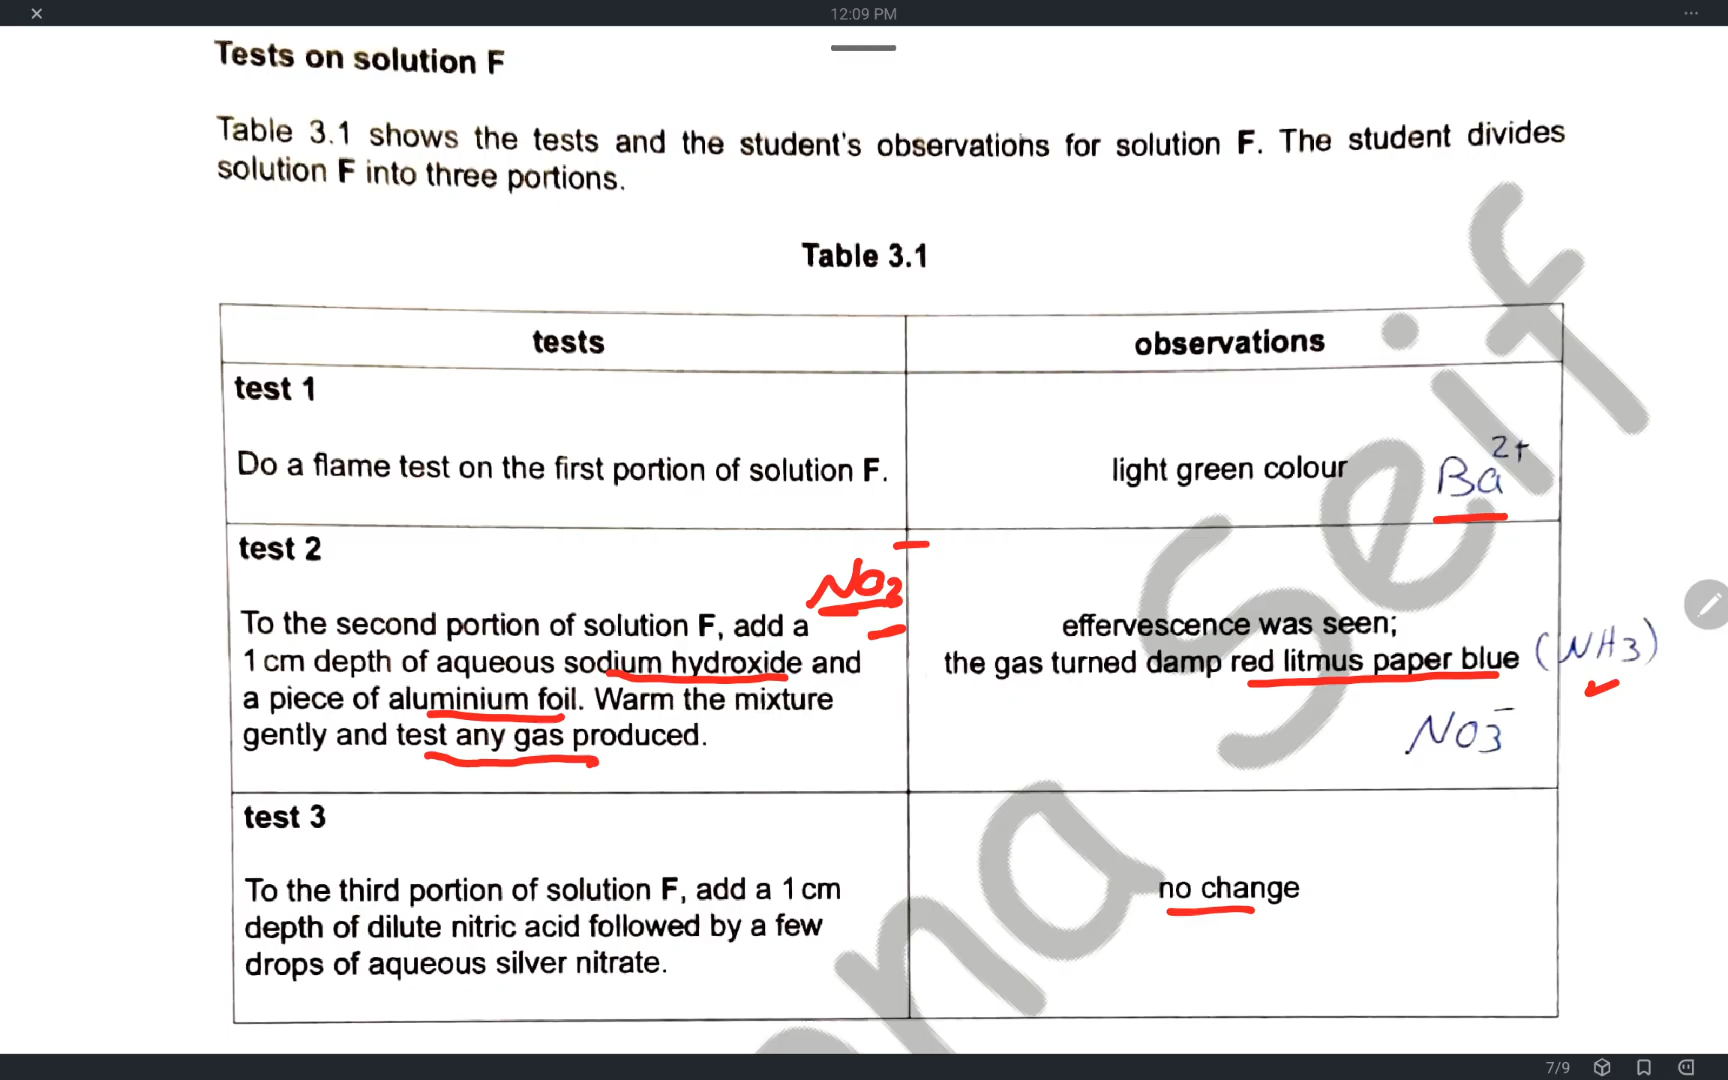 12:09 PM
Tests on solution F
Table 3.1 shows the tests and the student's observations for solution F. The student divides
solution F into three portions.
Table 3.1
tests
observations
test 1
Do a flame test on the first portion of solution F.
light green colour
Ba2+
test 2
NO3
To the second portion of solution F, add a
1 cm depth of aqueous sodium hydroxide and
a piece of aluminium foil. Warm the mixture
gently and test any gas produced.
effervescence was seen;
the gas turned damp red litmus paper blue (NH3)
NO3-
test 3
To the third portion of solution F, add a 1 cm
depth of dilute nitric acid followed by a few
drops of aqueous silver nitrate.
no change
na Seif
7/9